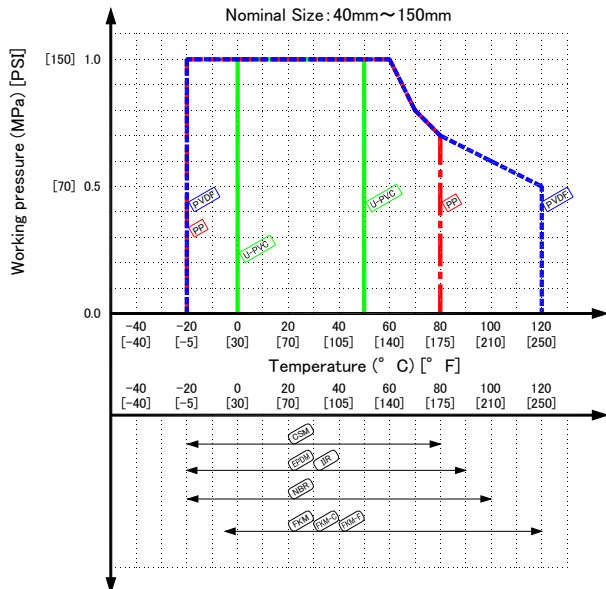 Nominal Size:40mm～150mm
Working pressure (MPa) [PSI]
[150] 1.0
[70] 0.5
0.0
PVDF
PP
U-PVC
U-PVC
PP
PVDF
-40 -20 0 20 40 60 80 100 120
[-40] [-5] [30] [70] [105] [140] [175] [210] [250]
Temperature (° C) [° F]
-40 -20 0 20 40 60 80 100 120
[-40] [-5] [30] [70] [105] [140] [175] [210] [250]
CSM
EPDM IIR
NBR
FKM FKM-C FKM-F